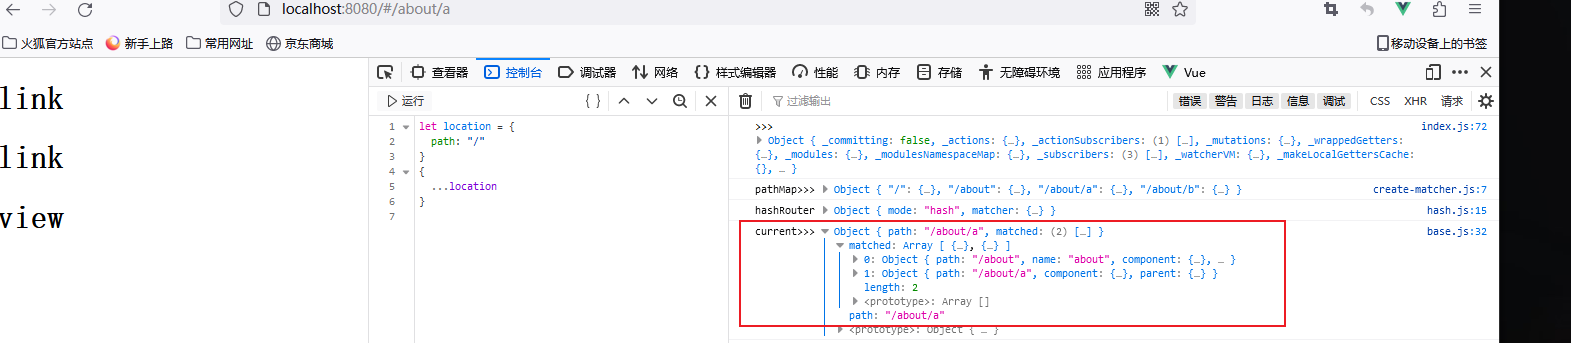 localhost:8080/#/about/a
火狐官方站点 新手上路 常用网址 京东商城 移动设备上的书签
查看器 控制台 调试器 网络 样式编辑器 性能 内存 存储 无障碍环境 应用程序 Vue
运行 { } 过滤输出 错误 警告 日志 信息 调试 CSS XHR 请求
link
link
view
1 let location = {
2 path: "/"
3 }
4 {
5 ...location
6 }
7
>>> index.js:72
Object { _committing: false, _actions: {…}, _actionSubscribers: (1) […], _mutations: {…}, _wrappedGetters:
{…}, _modules: {…}, _modulesNamespaceMap: {…}, _subscribers: (3) […], _watcherVM: {…}, _makeLocalGettersCache:
{}, … }
pathMap>>> Object { "/": {…}, "/about": {…}, "/about/a": {…}, "/about/b": {…} } create-matcher.js:7
hashRouter Object { mode: "hash", matcher: {…} } hash.js:15
current>>> Object { path: "/about/a", matched: (2) […] } base.js:32
matched: Array [ {…}, {…} ]
0: Object { path: "/about", name: "about", component: {…}, … }
1: Object { path: "/about/a", component: {…}, parent: {…} }
length: 2
<prototype>: Array []
path: "/about/a"
<prototype>: Object { … }